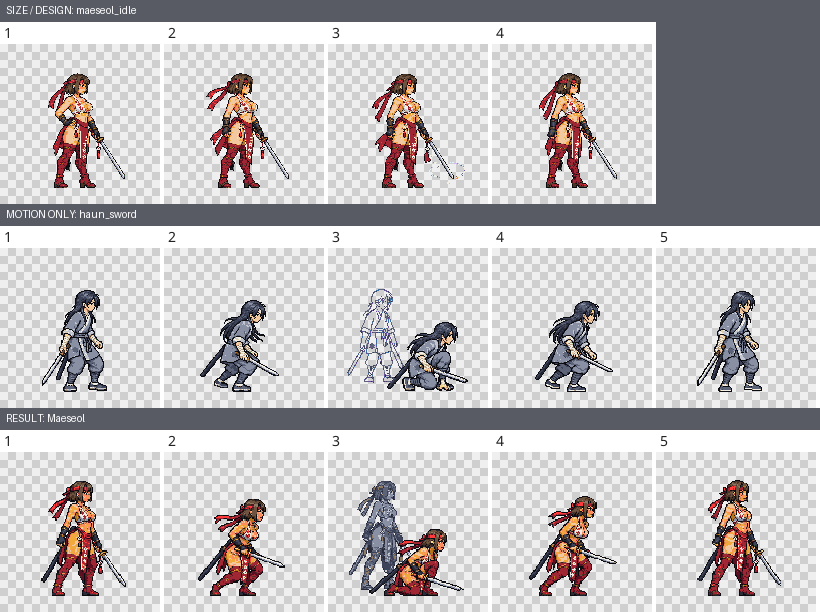 SIZE / DESIGN: maeseol_idle
1 2 3 4
MOTION ONLY: haun_sword
1 2 3 4 5
RESULT: Maeseol
1 2 3 4 5